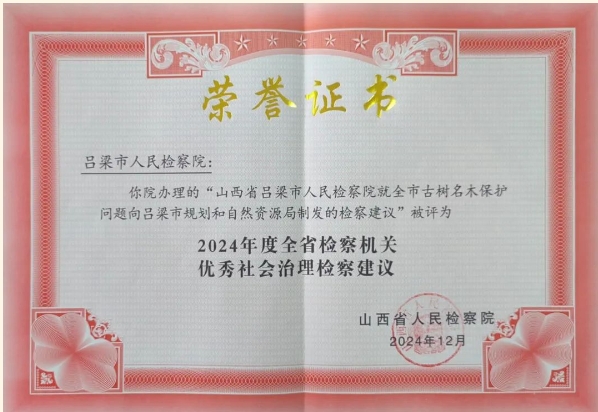 荣誉证书
吕梁市人民检察院：
你院办理的“山西省吕梁市人民检察院就全市古树名木保护
问题向吕梁市规划和自然资源局制发的检察建议”被评为
2024年度全省检察机关
优秀社会治理检察建议
山西省人民检察院
2024年12月